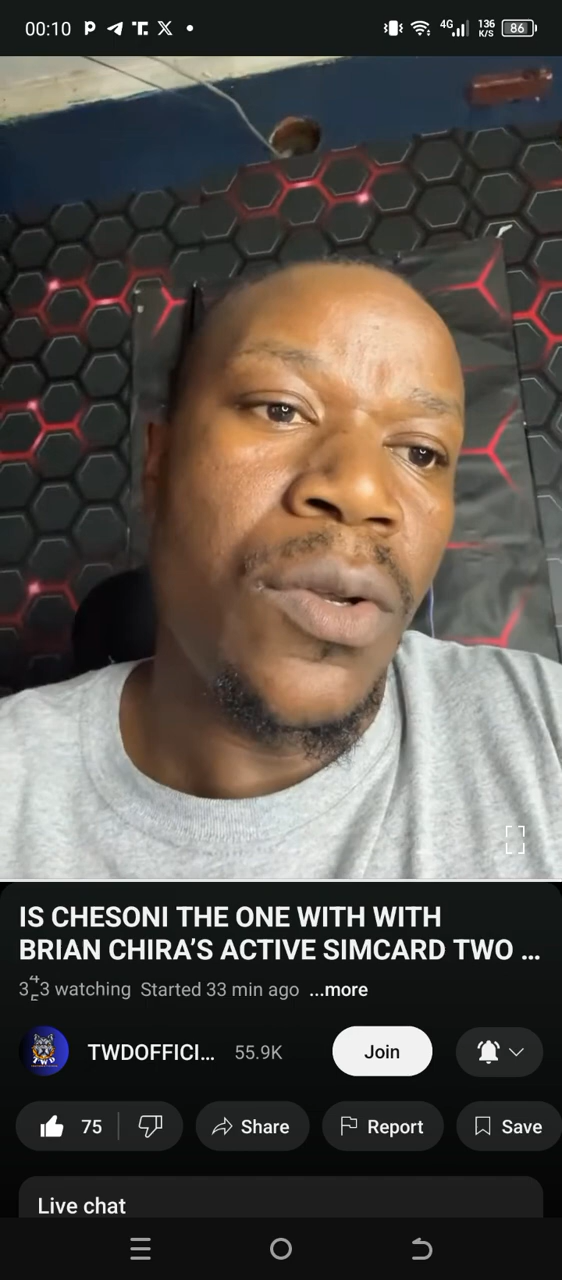 00:10
4G
136
K/S
86
IS CHESONI THE ONE WITH WITH
BRIAN CHIRA'S ACTIVE SIMCARD TWO ...
watching Started 33 min ago ...more
TWDOFFICI... 55.9K Join
75 Share Report Save
Live chat